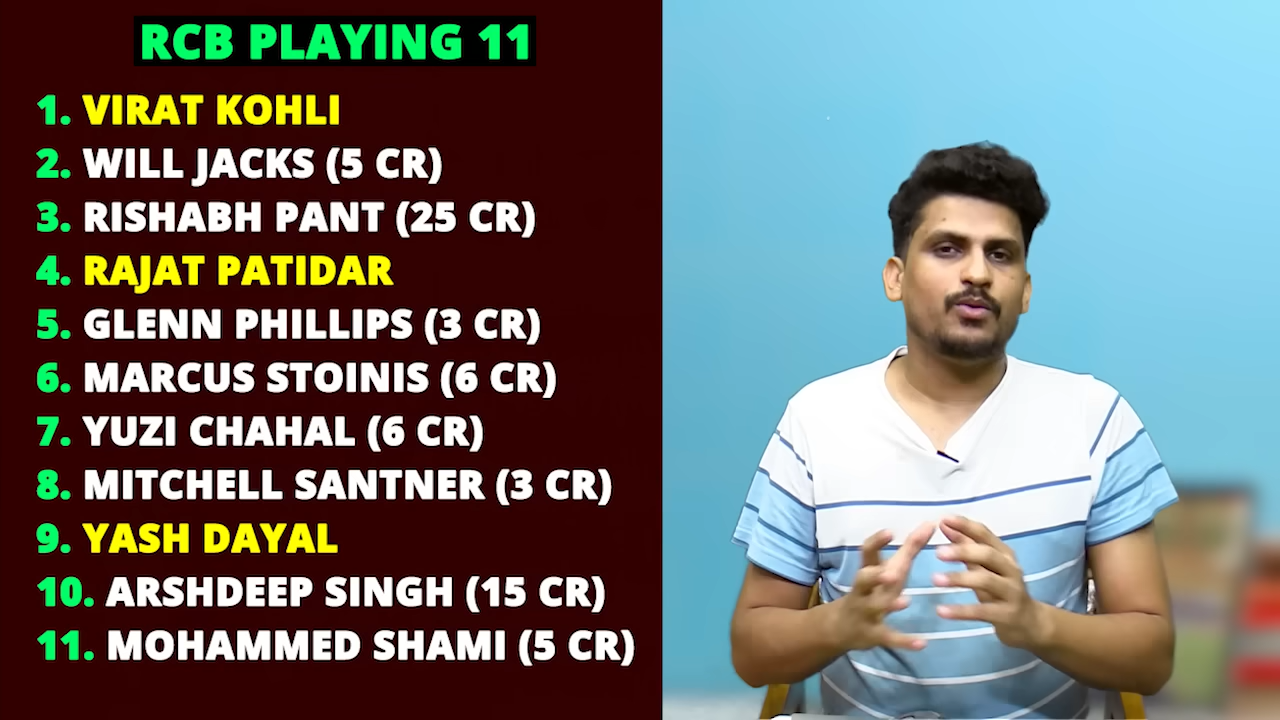 RCB PLAYING 11
1. VIRAT KOHLI
2. WILL JACKS (5 CR)
3. RISHABH PANT (25 CR)
4. RAJAT PATIDAR
5. GLENN PHILLIPS (3 CR)
6. MARCUS STOINIS (6 CR)
7. YUZI CHAHAL (6 CR)
8. MITCHELL SANTNER (3 CR)
9. YASH DAYAL
10. ARSHDEEP SINGH (15 CR)
11. MOHAMMED SHAMI (5 CR)